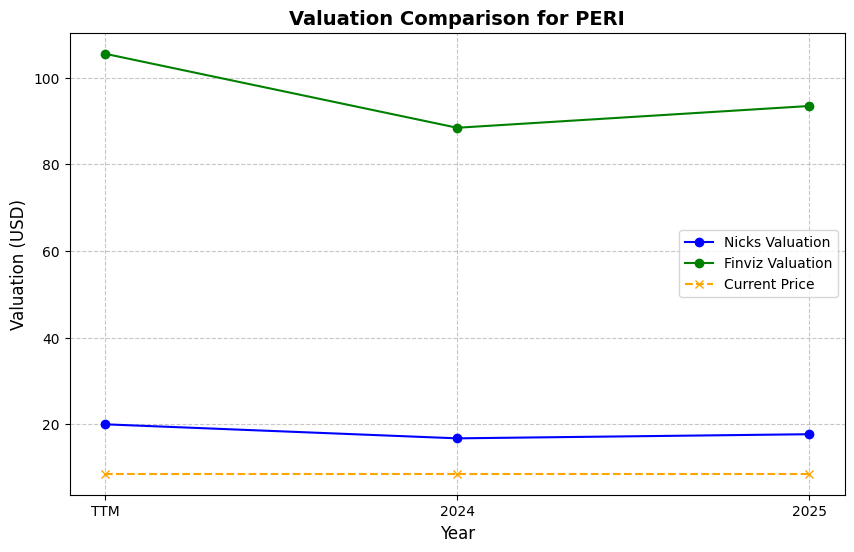 Valuation Comparison for PERI
Valuation (USD)
100
80
60
40
20
Nicks Valuation
Finviz Valuation
Current Price
TTM
2024
2025
Year